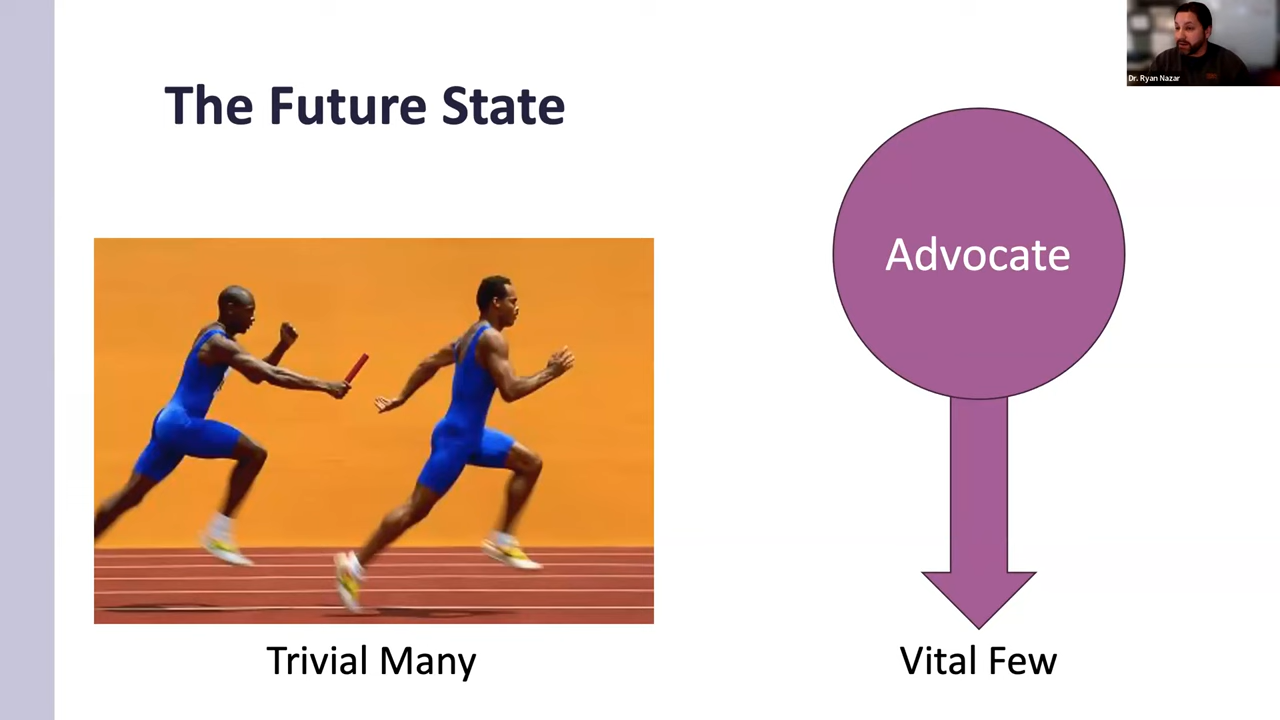 Dr. Ryan Nazar
The Future State
Advocate
Trivial Many
Vital Few